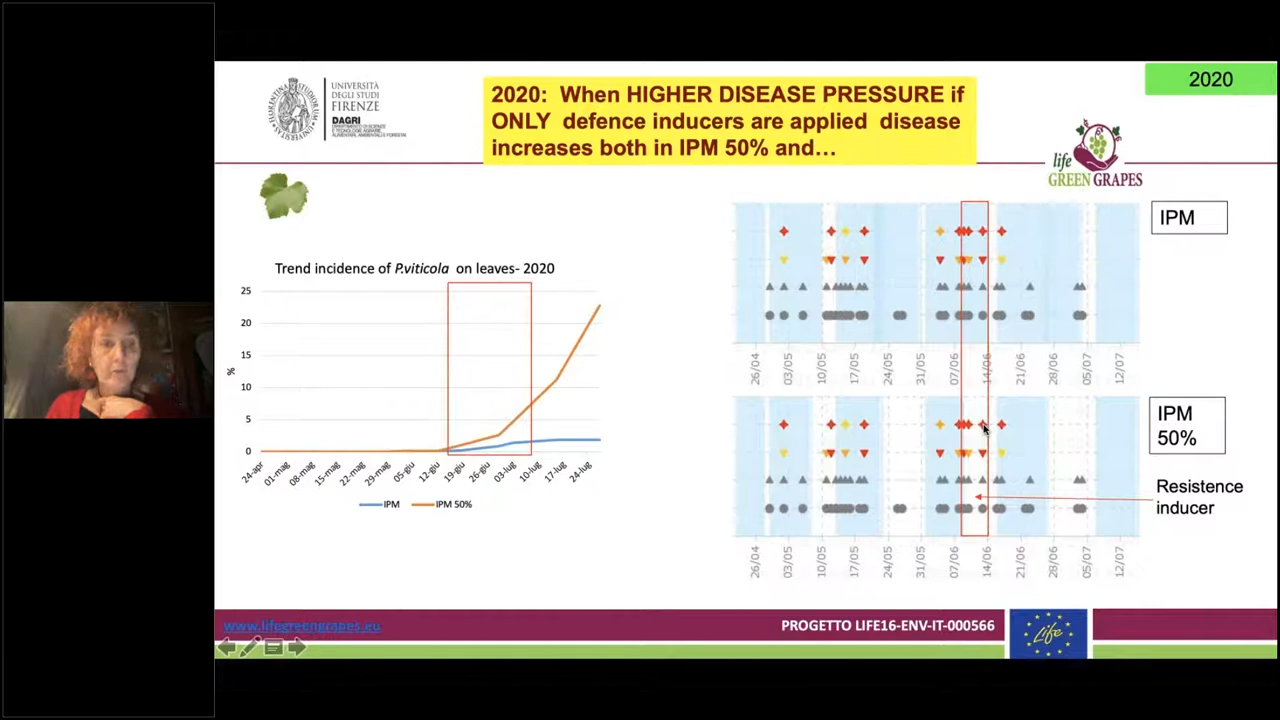 UNIVERSITÀ
DEGLI STUDI
FIRENZE
DAGRI
2020: When HIGHER DISEASE PRESSURE if
ONLY defence inducers are applied disease
increases both in IPM 50% and...
2020
life
GREEN GRAPES
Trend incidence of P.viticola on leaves- 2020
%
25
20
15
10
5
0
24-apr
01-mag
08-mag
15-mag
22-mag
29-mag
05-giu
12-giu
19-giu
26-giu
03-lug
10-lug
17-lug
24-lug
IPM
IPM 50%
IPM
26/04
03/05
10/05
17/05
24/05
31/05
07/06
14/06
21/06
28/06
05/07
12/07
IPM
50%
Resistence
inducer
26/04
03/05
10/05
17/05
24/05
31/05
07/06
14/06
21/06
28/06
05/07
12/07
www.lifegreengrapes.eu
PROGETTO LIFE16-ENV-IT-000566
Life